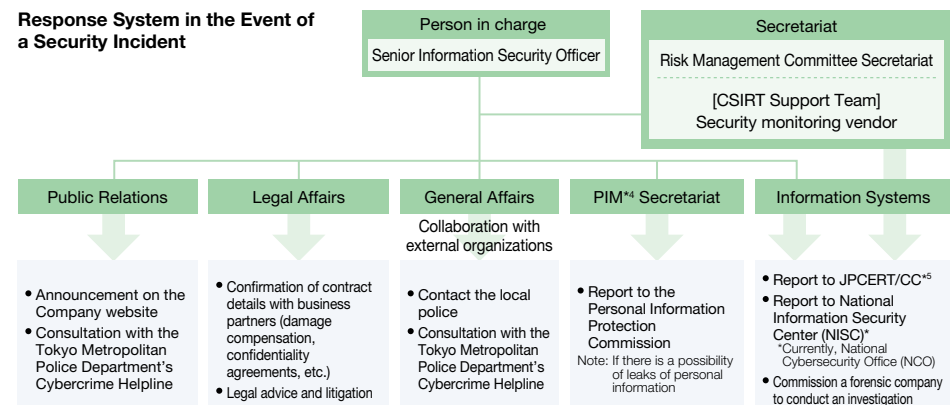 Response System in the Event of
a Security Incident
Person in charge
Senior Information Security Officer
Secretariat
Risk Management Committee Secretariat
[CSIRT Support Team]
Security monitoring vendor
Public Relations
• Announcement on the
Company website
• Consultation with the
Tokyo Metropolitan
Police Department's
Cybercrime Helpline
Legal Affairs
• Confirmation of contract
details with business
partners (damage
compensation,
confidentiality
agreements, etc.)
• Legal advice and litigation
General Affairs
Collaboration with
external organizations
• Contact the local
police
• Consultation with the
Tokyo Metropolitan
Police Department's
Cybercrime Helpline
PIM*4 Secretariat
• Report to the
Personal Information
Protection
Commission
Note: If there is a possibility
of leaks of personal
information
Information Systems
• Report to JPCERT/CC*5
• Report to National
Information Security
Center (NISC)*
*Currently, National
Cybersecurity Office (NCO)
• Commission a forensic company
to conduct an investigation